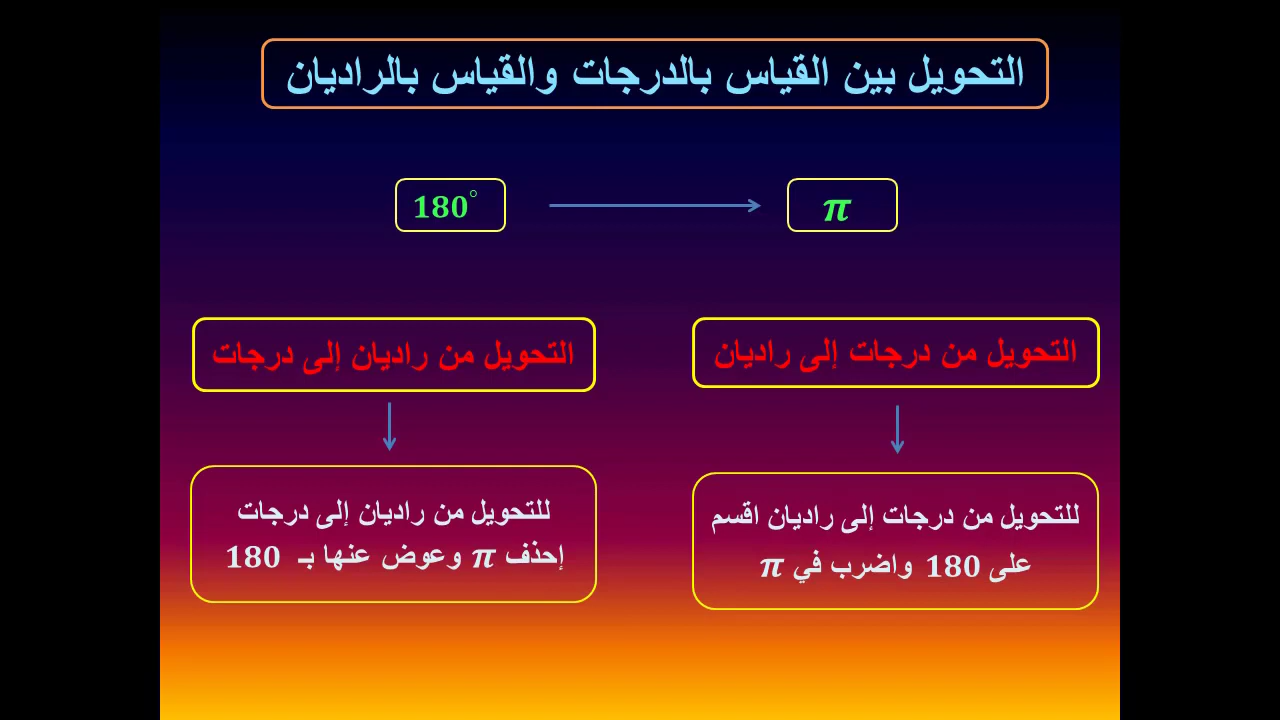 التحويل بين القياس بالدرجات والقياس بالراديان
180° π
التحويل من درجات إلى راديان
للتحويل من درجات إلى راديان اقسم
على 180 واضرب في π
التحويل من راديان إلى درجات
للتحويل من راديان إلى درجات
إحذف π وعوض عنها بـ 180